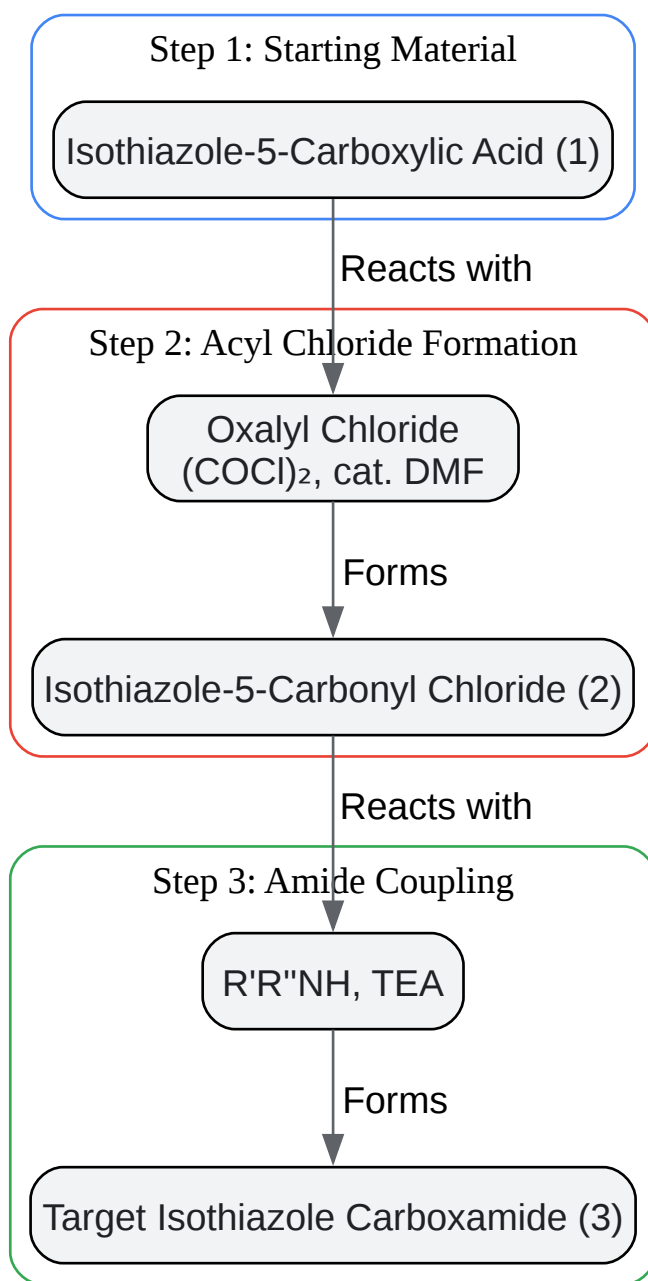 Step 1: Starting Material
Isothiazole-5-Carboxylic Acid (1)
Reacts with
Step 2: Acyl Chloride Formation
Oxalyl Chloride
(COCl)₂, cat. DMF
Forms
Isothiazole-5-Carbonyl Chloride (2)
Reacts with
Step 3: Amide Coupling
R'R"NH, TEA
Forms
Target Isothiazole Carboxamide (3)